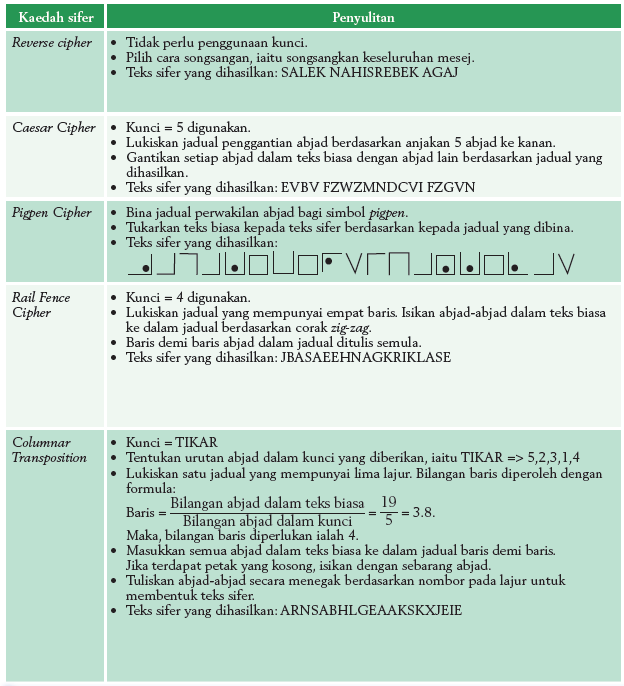 Kaedah sifer
Penyulitan
Reverse cipher
• Tidak perlu penggunaan kunci.
• Pilih cara songsangan, iaitu songsangkan keseluruhan mesej.
• Teks sifer yang dihasilkan: SALEK NAHISREBEK AGAJ
Caesar Cipher
• Kunci = 5 digunakan.
• Lukiskan jadual penggantian abjad berdasarkan anjakan 5 abjad ke kanan.
• Gantikan setiap abjad dalam teks biasa dengan abjad lain berdasarkan jadual yang
dihasilkan.
• Teks sifer yang dihasilkan: EVBV FZWZMNDCVI FZGVN
Pigpen Cipher
• Bina jadual perwakilan abjad bagi simbol pigpen.
• Tukarkan teks biasa kepada teks sifer berdasarkan kepada jadual yang dibina.
• Teks sifer yang dihasilkan:
Rail Fence
Cipher
• Kunci = 4 digunakan.
• Lukiskan jadual yang mempunyai empat baris. Isikan abjad-abjad dalam teks biasa
ke dalam jadual berdasarkan corak zig-zag.
• Baris demi baris abjad dalam jadual ditulis semula.
• Teks sifer yang dihasilkan: JBASAEEHNAGKRIKLASE
Columnar
Transposition
• Kunci = TIKAR
• Tentukan urutan abjad dalam kunci yang diberikan, iaitu TIKAR => 5,2,3,1,4
• Lukiskan satu jadual yang mempunyai lima lajur. Bilangan baris diperoleh dengan
formula:
Baris = Bilangan abjad dalam teks biasa / Bilangan abjad dalam kunci = 19/5 = 3.8.
Maka, bilangan baris diperlukan ialah 4.
• Masukkan semua abjad dalam teks biasa ke dalam jadual baris demi baris.
Jika terdapat petak yang kosong, isikan dengan sebarang abjad.
• Tuliskan abjad-abjad secara menegak berdasarkan nombor pada lajur untuk
membentuk teks sifer.
• Teks sifer yang dihasilkan: ARNSABHLGEAAKSKXJEIE